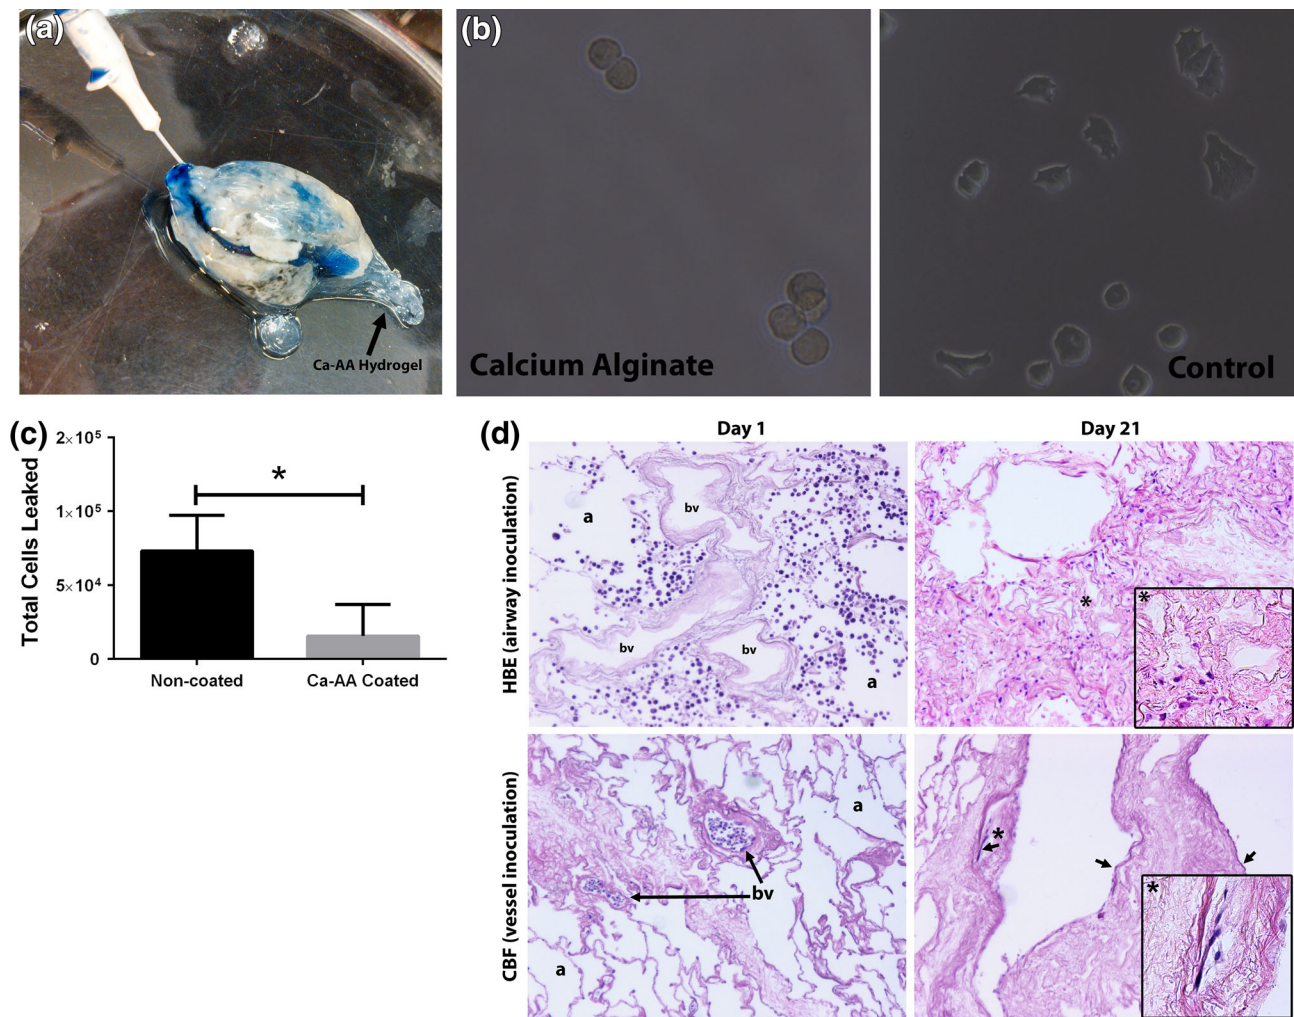 (a)
Ca-AA Hydrogel
(b)
Calcium Alginate
Control
(c)
Total Cells Leaked
2×10⁵
1×10⁵
5×10⁴
0
*
Non-coated
Ca-AA Coated
(d)
Day 1
Day 21
HBE (airway inoculation)
a
bv
bv
bv
a
*
*
CBF (vessel inoculation)
a
bv
a
*
*